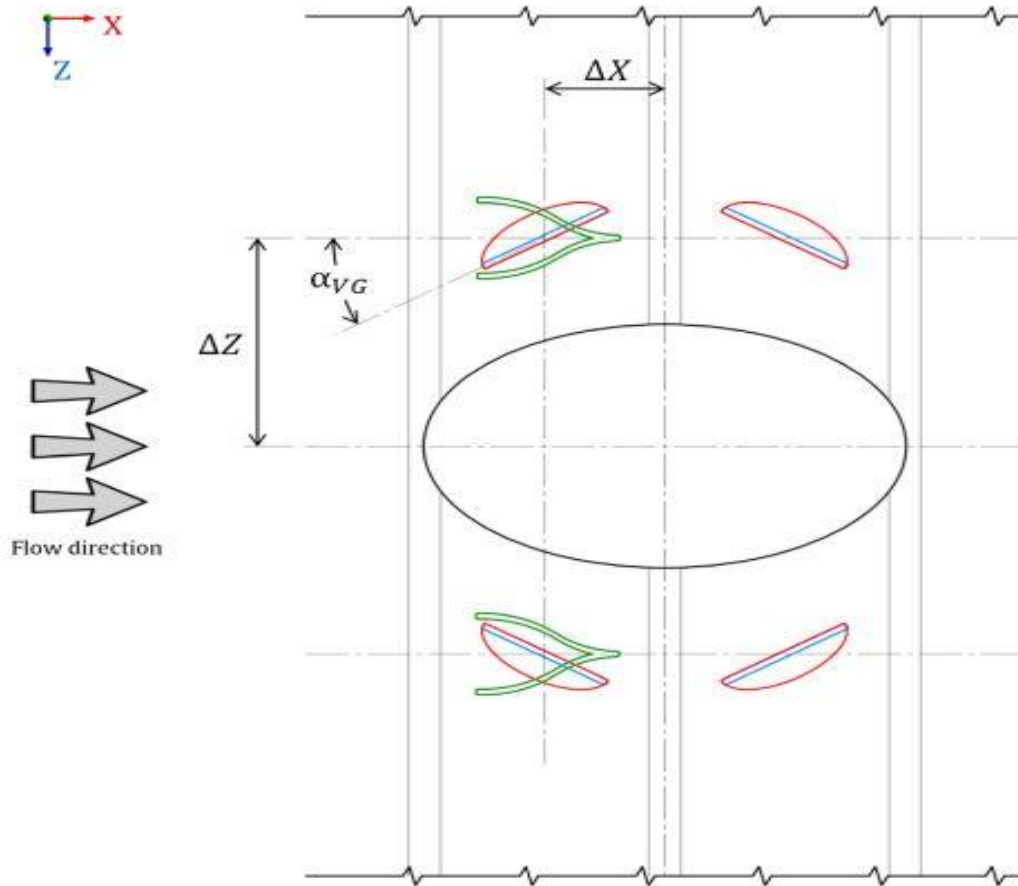 X
Z
ΔX
α_VG
ΔZ
Flow direction